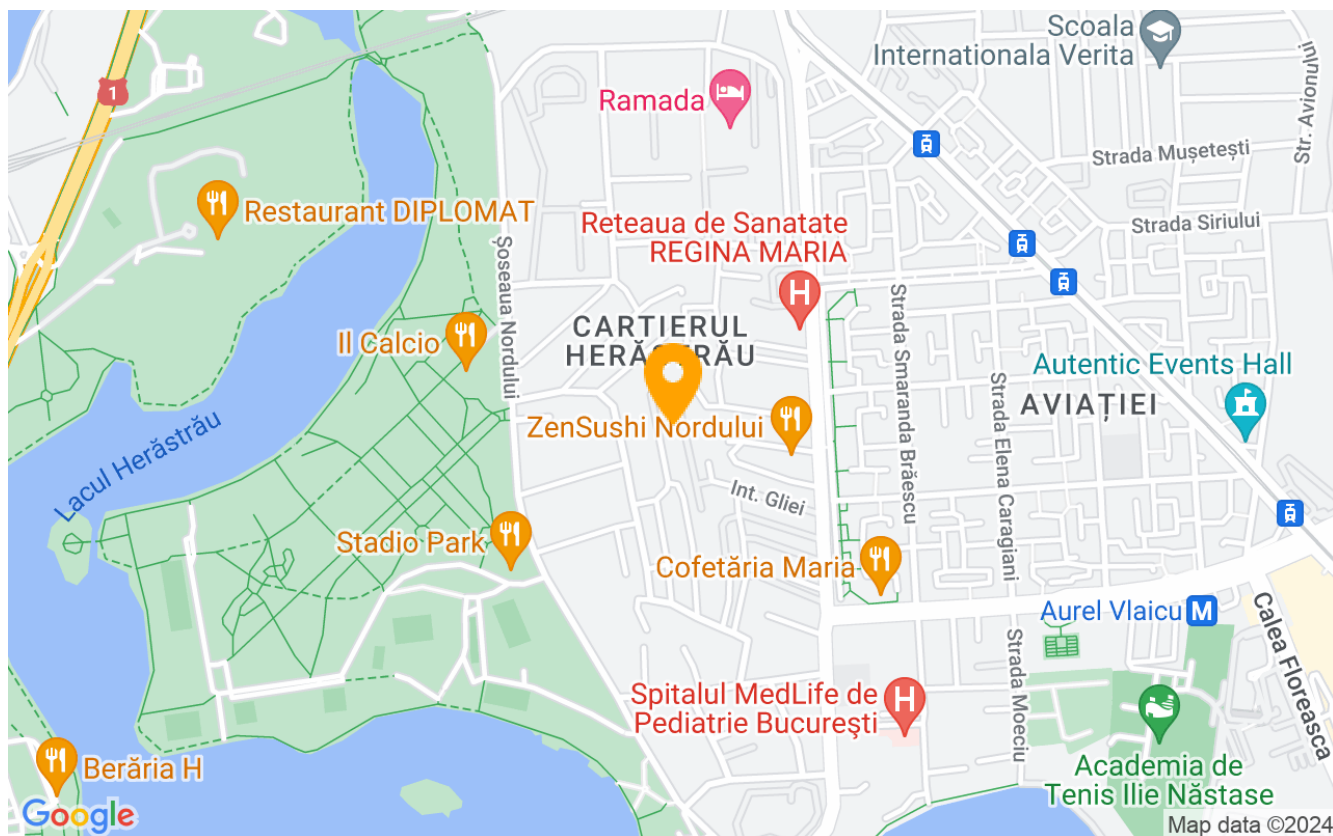 Scoala
Internationala Verita
Str. Avionului
1
Ramada
Strada Mușetești
Restaurant DIPLOMAT
Reteaua de Sanatate
REGINA MARIA
H
Strada Siriului
Șoseaua Nordului
Strada Smaranda Brăescu
CARTIERUL
HERĂSTRĂU
Il Calcio
Autentic Events Hall
Strada Elena Caragiani
AVIAȚIEI
ZenSushi Nordului
Lacul Herăstrău
Int. Gliei
Stadio Park
Cofetăria Maria
Aurel Vlaicu
M
Calea Floreasca
Strada Moeciu
Spitalul MedLife de
Pediatrie Bucureşti
H
Berăria H
Academia de
Tenis Ilie Năstase
Google
Map data ©2024